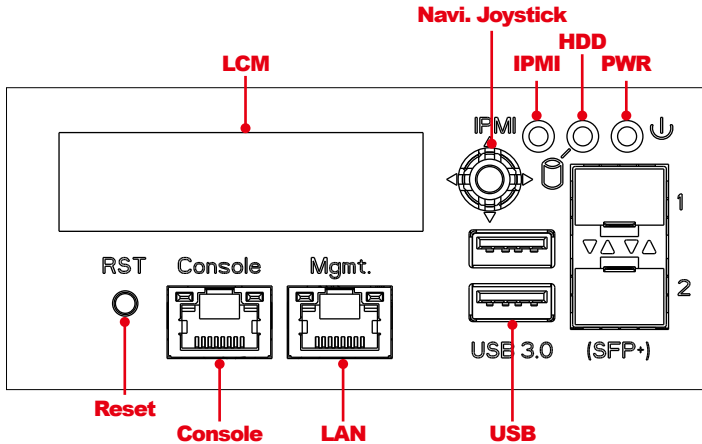 Navi. Joystick
HDD
LCM
IPMI
PWR
IPMI
1
RST
Console
Mgmt.
2
USB 3.0
(SFP+)
Reset
Console
LAN
USB